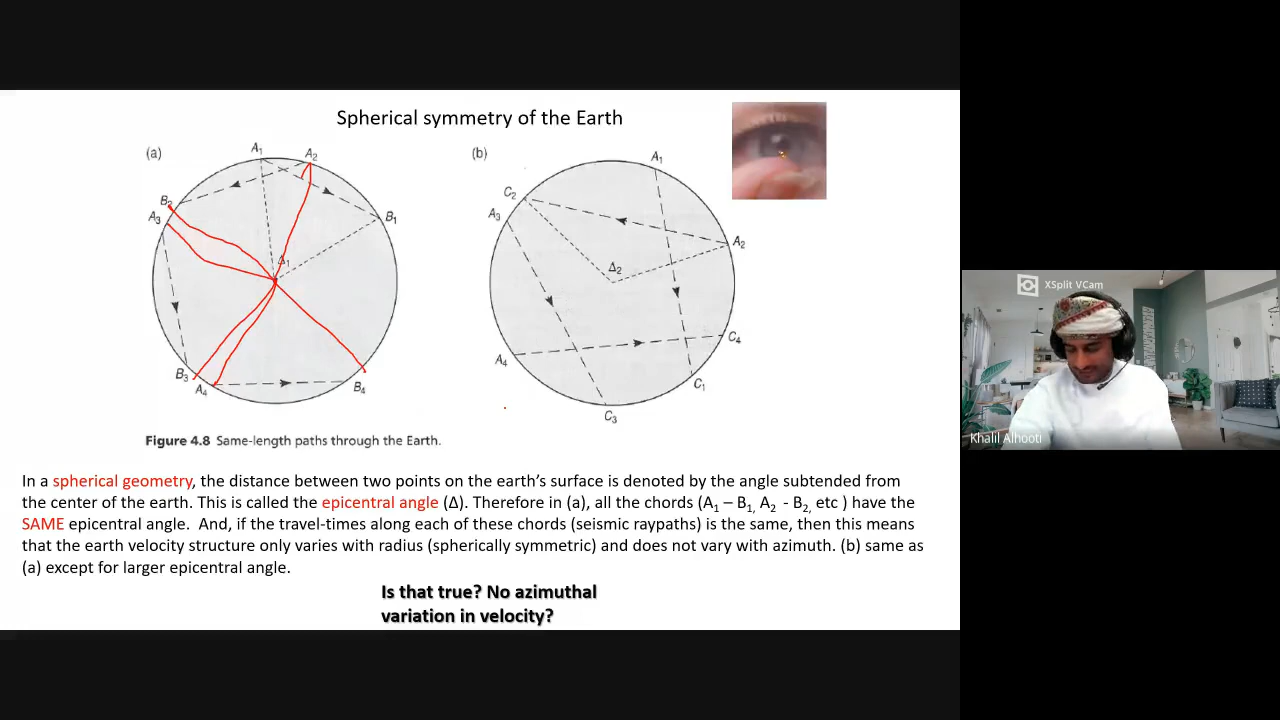 Spherical symmetry of the Earth
(a)
A₁
A₂
B₂
A₃
B₁
Δ₁
B₃
A₄
B₄
(b)
A₁
C₂
A₃
A₂
Δ₂
A₄
C₄
C₁
C₃
Figure 4.8 Same-length paths through the Earth.
In a spherical geometry, the distance between two points on the earth's surface is denoted by the angle subtended from
the center of the earth. This is called the epicentral angle (Δ). Therefore in (a), all the chords (A₁ – B₁, A₂ - B₂, etc ) have the
SAME epicentral angle. And, if the travel-times along each of these chords (seismic raypaths) is the same, then this means
that the earth velocity structure only varies with radius (spherically symmetric) and does not vary with azimuth. (b) same as
(a) except for larger epicentral angle.
Is that true? No azimuthal
variation in velocity?
XSplit VCam
Khalil Alhooti